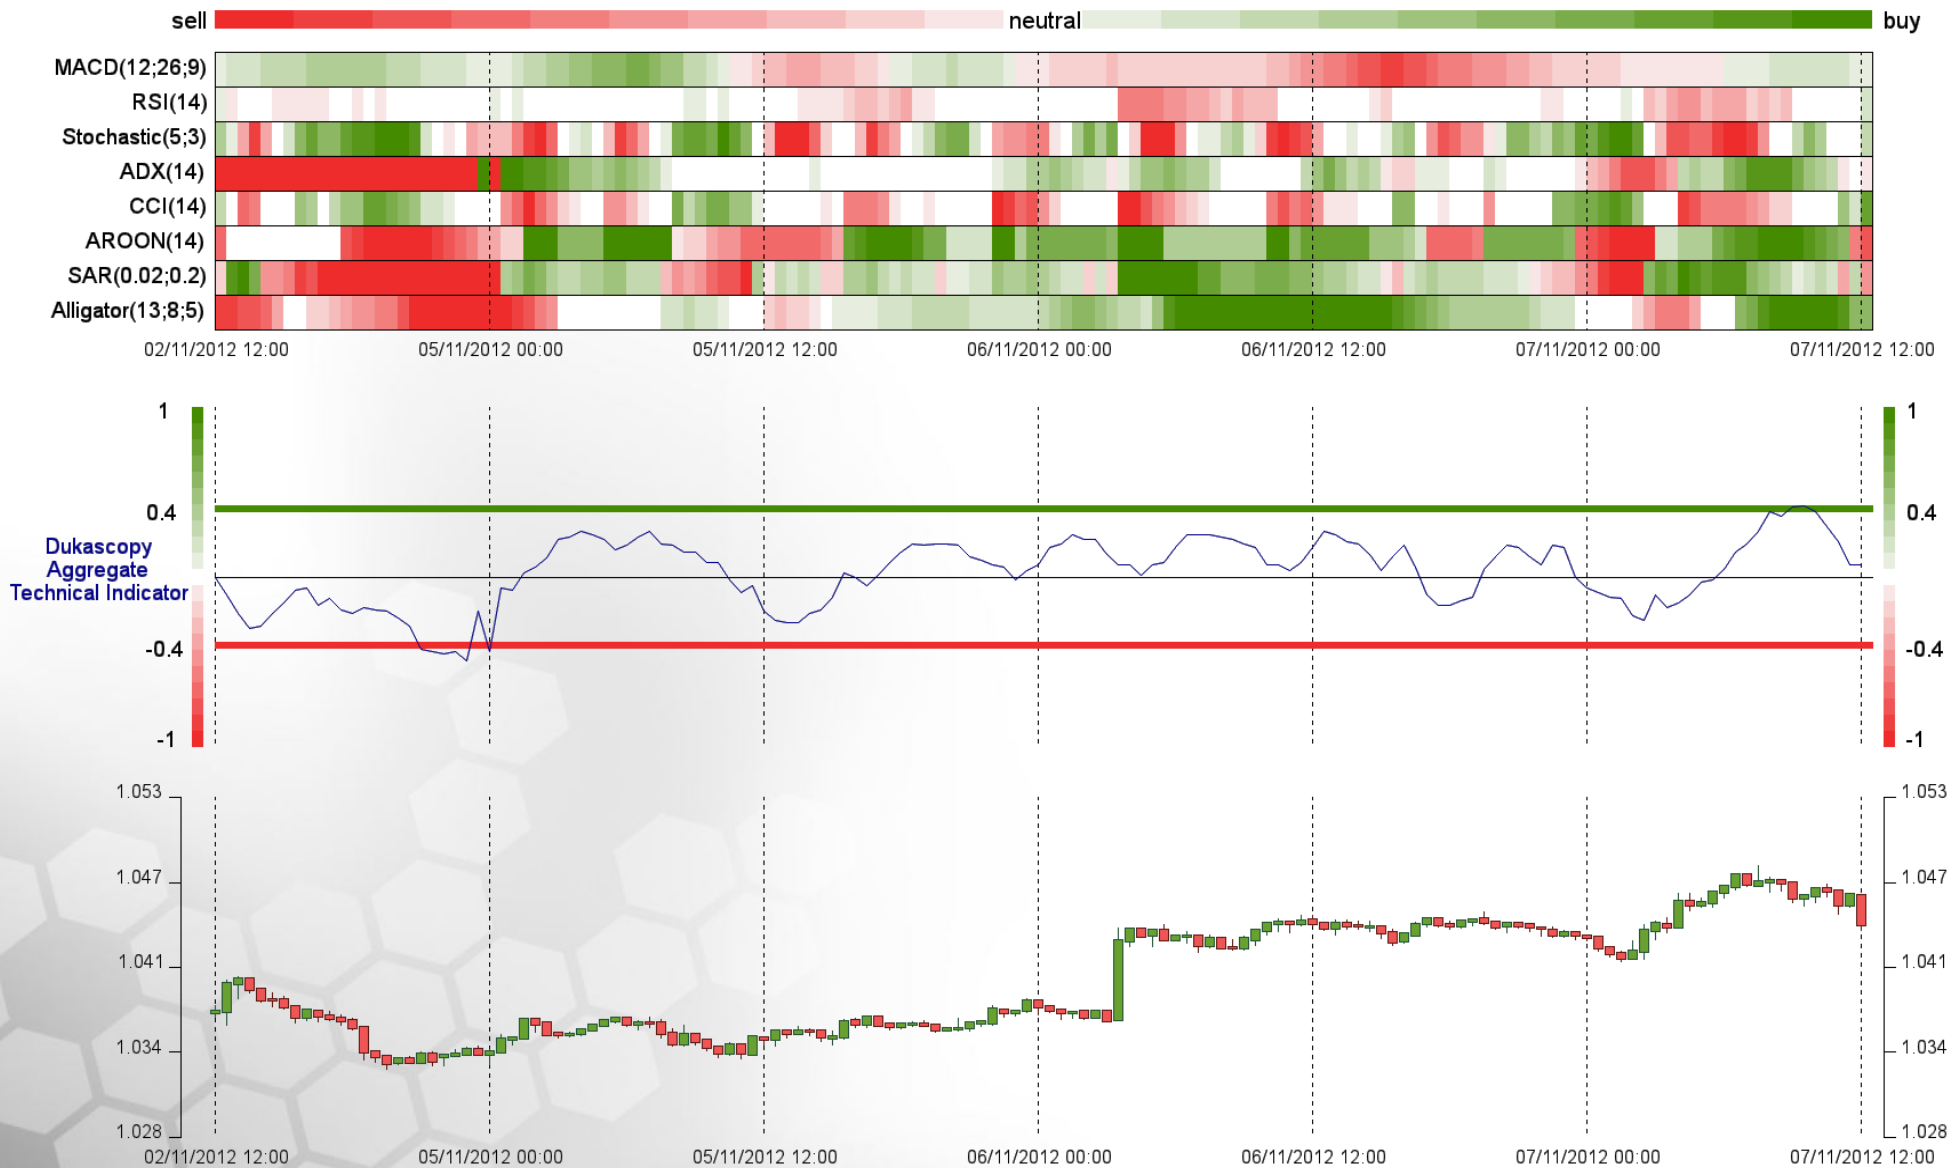 sell neutral buy
MACD(12;26;9)
RSI(14)
Stochastic(5;3)
ADX(14)
CCI(14)
AROON(14)
SAR(0.02;0.2)
Alligator(13;8;5)
02/11/2012 12:00 05/11/2012 00:00 05/11/2012 12:00 06/11/2012 00:00 06/11/2012 12:00 07/11/2012 00:00 07/11/2012 12:00
1 1
0.4 0.4
Dukascopy
Aggregate
Technical Indicator
-0.4 -0.4
-1 -1
1.053 1.053
1.047 1.047
1.041 1.041
1.034 1.034
1.028 1.028
02/11/2012 12:00 05/11/2012 00:00 05/11/2012 12:00 06/11/2012 00:00 06/11/2012 12:00 07/11/2012 00:00 07/11/2012 12:00